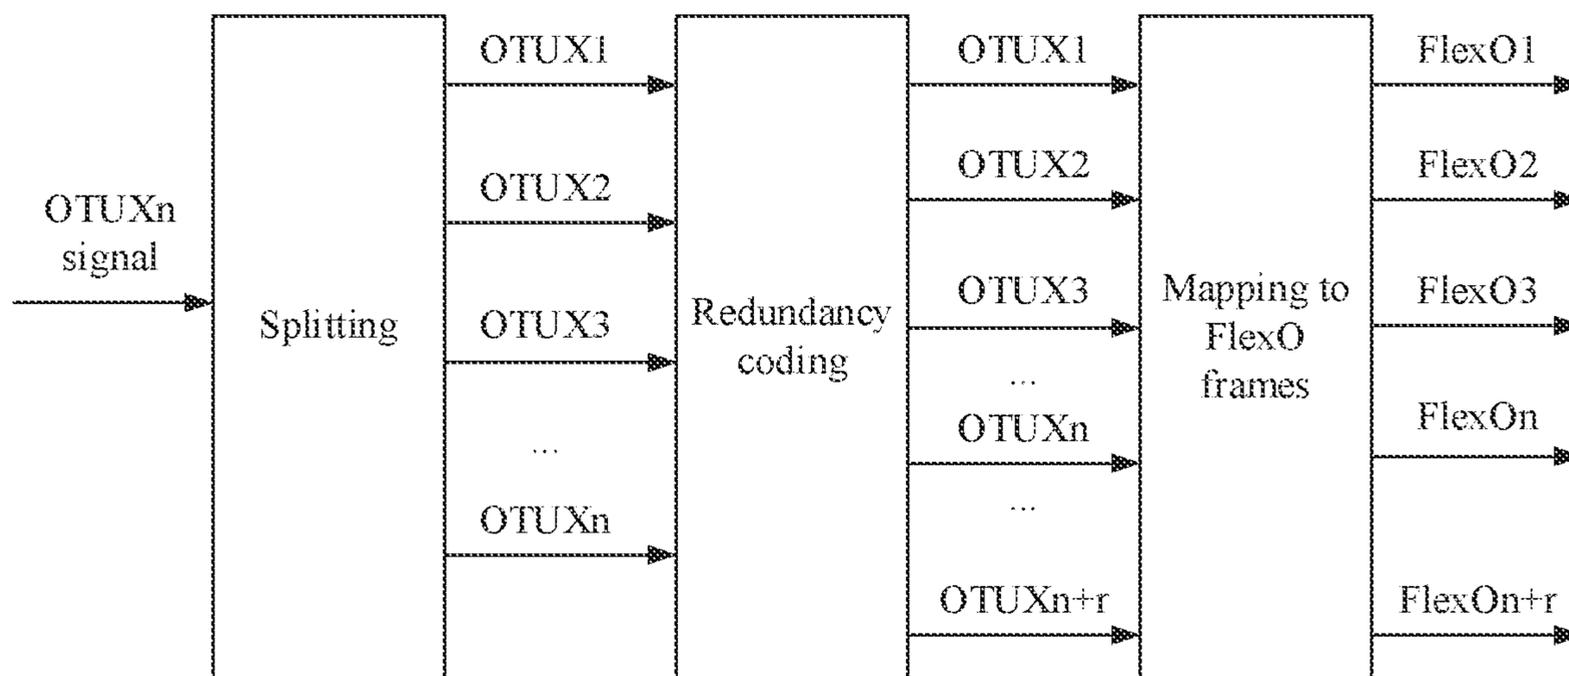 OTUXn
signal
Splitting
OTUX1
OTUX2
OTUX3
...
OTUXn
Redundancy
coding
OTUX1
OTUX2
OTUX3
...
OTUXn
...
OTUXn+r
Mapping to
FlexO
frames
FlexO1
FlexO2
FlexO3
FlexOn
FlexOn+r